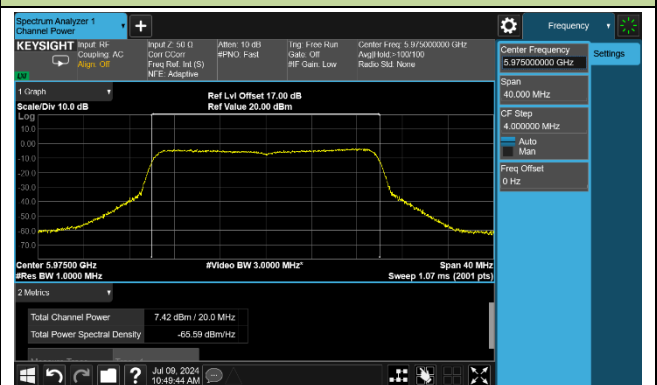 Spectrum Analyzer 1
Channel Power
+
Frequency
KEYSIGHT
Input: RF
Coupling: AC
Align: Off
Input Z: 50 Ω
Corr CCorr
Freq Ref: Int (S)
NFE: Adaptive
Atten: 10 dB
#PNO: Fast
Trig: Free Run
Gate: Off
#IF Gain: Low
Center Freq: 5.975000000 GHz
Avg|Hold:>100/100
Radio Std: None
LXI
Center Frequency
5.975000000 GHz
Settings
Span
40.000 MHz
CF Step
4.000000 MHz
Auto
Man
Freq Offset
0 Hz
1 Graph
Scale/Div 10.0 dB
Ref Lvl Offset 17.00 dB
Ref Value 20.00 dBm
Log
10.0
0.00
-10.0
-20.0
-30.0
-40.0
-50.0
-60.0
-70.0
Center 5.97500 GHz
#Video BW 3.0000 MHz*
Span 40 MHz
#Res BW 1.0000 MHz
Sweep 1.07 ms (2001 pts)
2 Metrics
Total Channel Power 7.42 dBm / 20.0 MHz
Total Power Spectral Density -65.59 dBm/Hz
?
Jul 09, 2024
10:49:44 AM